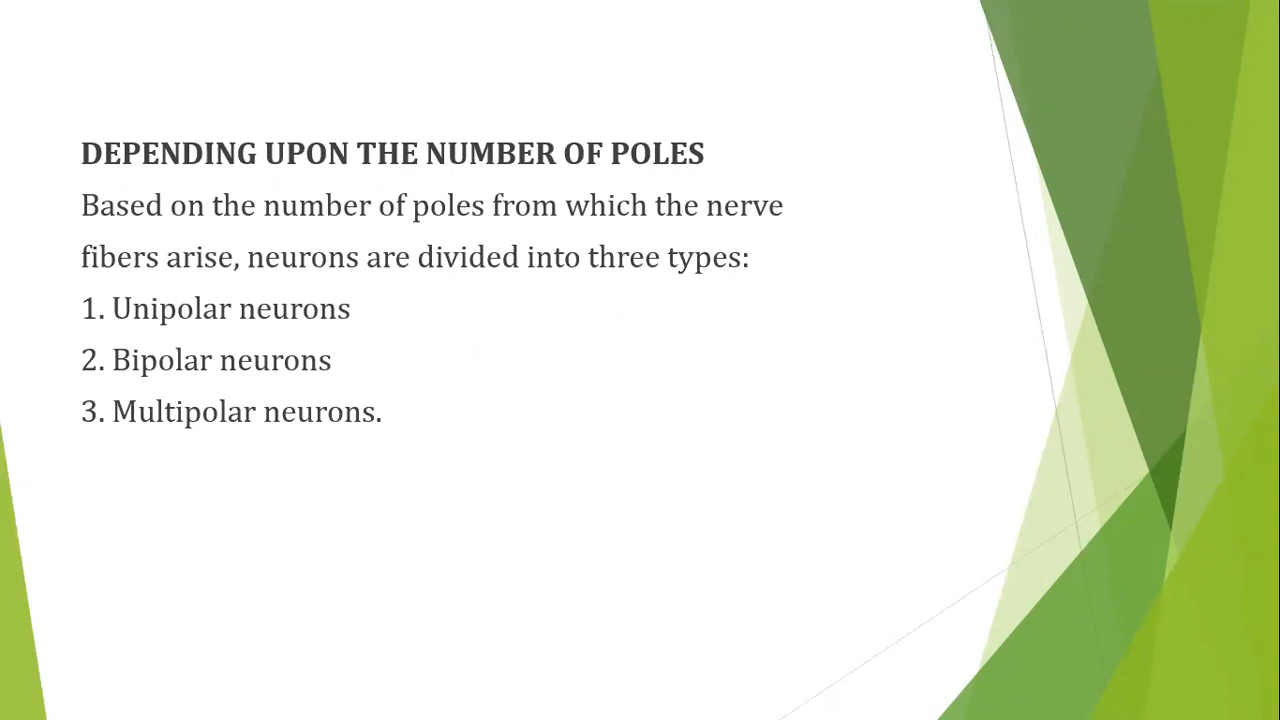 DEPENDING UPON THE NUMBER OF POLES
Based on the number of poles from which the nerve
fibers arise, neurons are divided into three types:
1. Unipolar neurons
2. Bipolar neurons
3. Multipolar neurons.